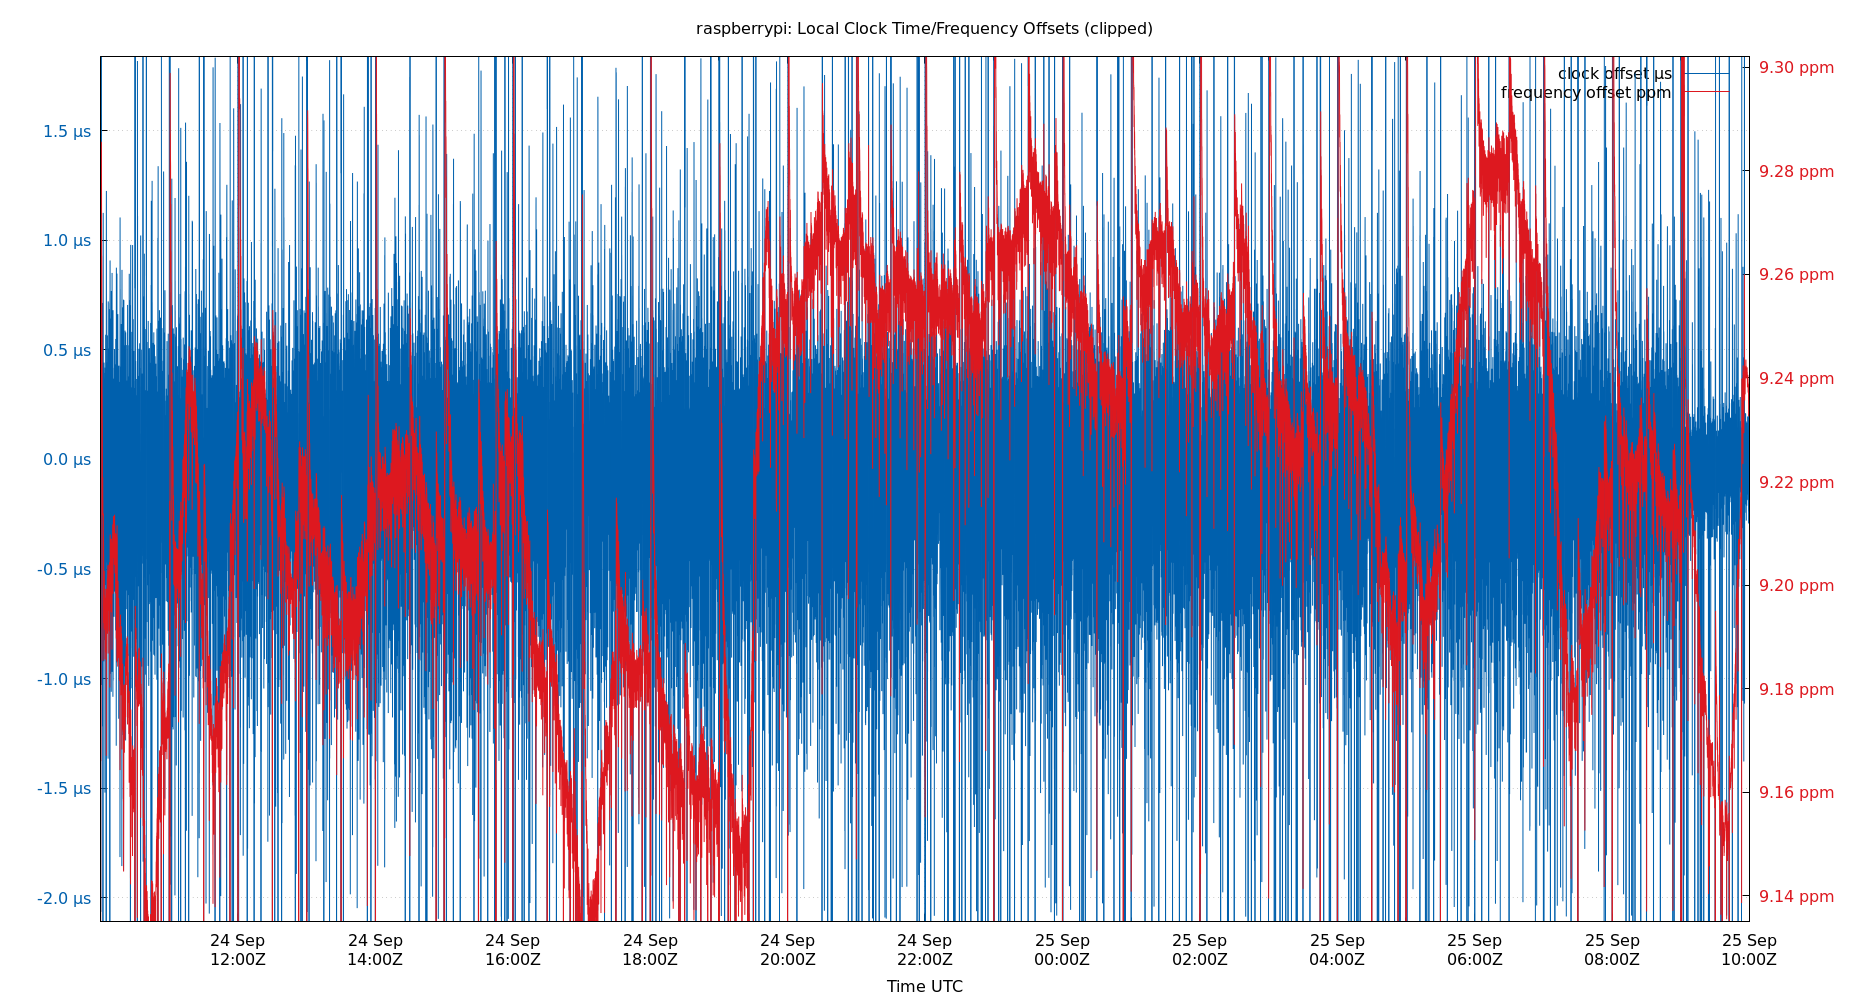 raspberrypi: Local Clock Time/Frequency Offsets (clipped)
clock offset µs
frequency offset ppm
1.5 µs
1.0 µs
0.5 µs
0.0 µs
-0.5 µs
-1.0 µs
-1.5 µs
-2.0 µs
9.30 ppm
9.28 ppm
9.26 ppm
9.24 ppm
9.22 ppm
9.20 ppm
9.18 ppm
9.16 ppm
9.14 ppm
24 Sep 24 Sep 24 Sep 24 Sep 24 Sep 24 Sep 25 Sep 25 Sep 25 Sep 25 Sep 25 Sep 25 Sep
12:00Z 14:00Z 16:00Z 18:00Z 20:00Z 22:00Z 00:00Z 02:00Z 04:00Z 06:00Z 08:00Z 10:00Z
Time UTC